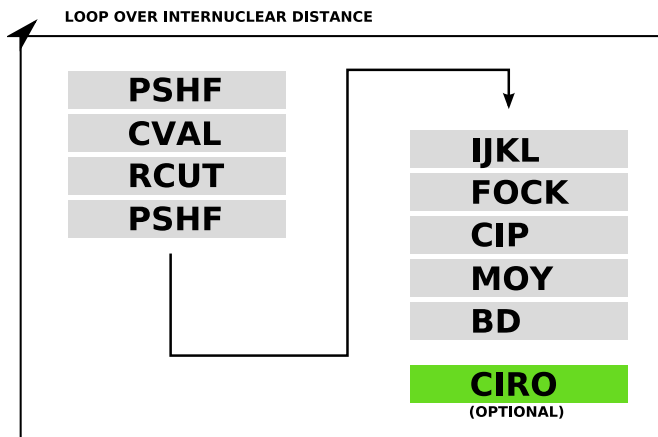 LOOP OVER INTERNUCLEAR DISTANCE
PSHF
CVAL
RCUT
PSHF
IJKL
FOCK
CIP
MOY
BD
CIRO
(OPTIONAL)